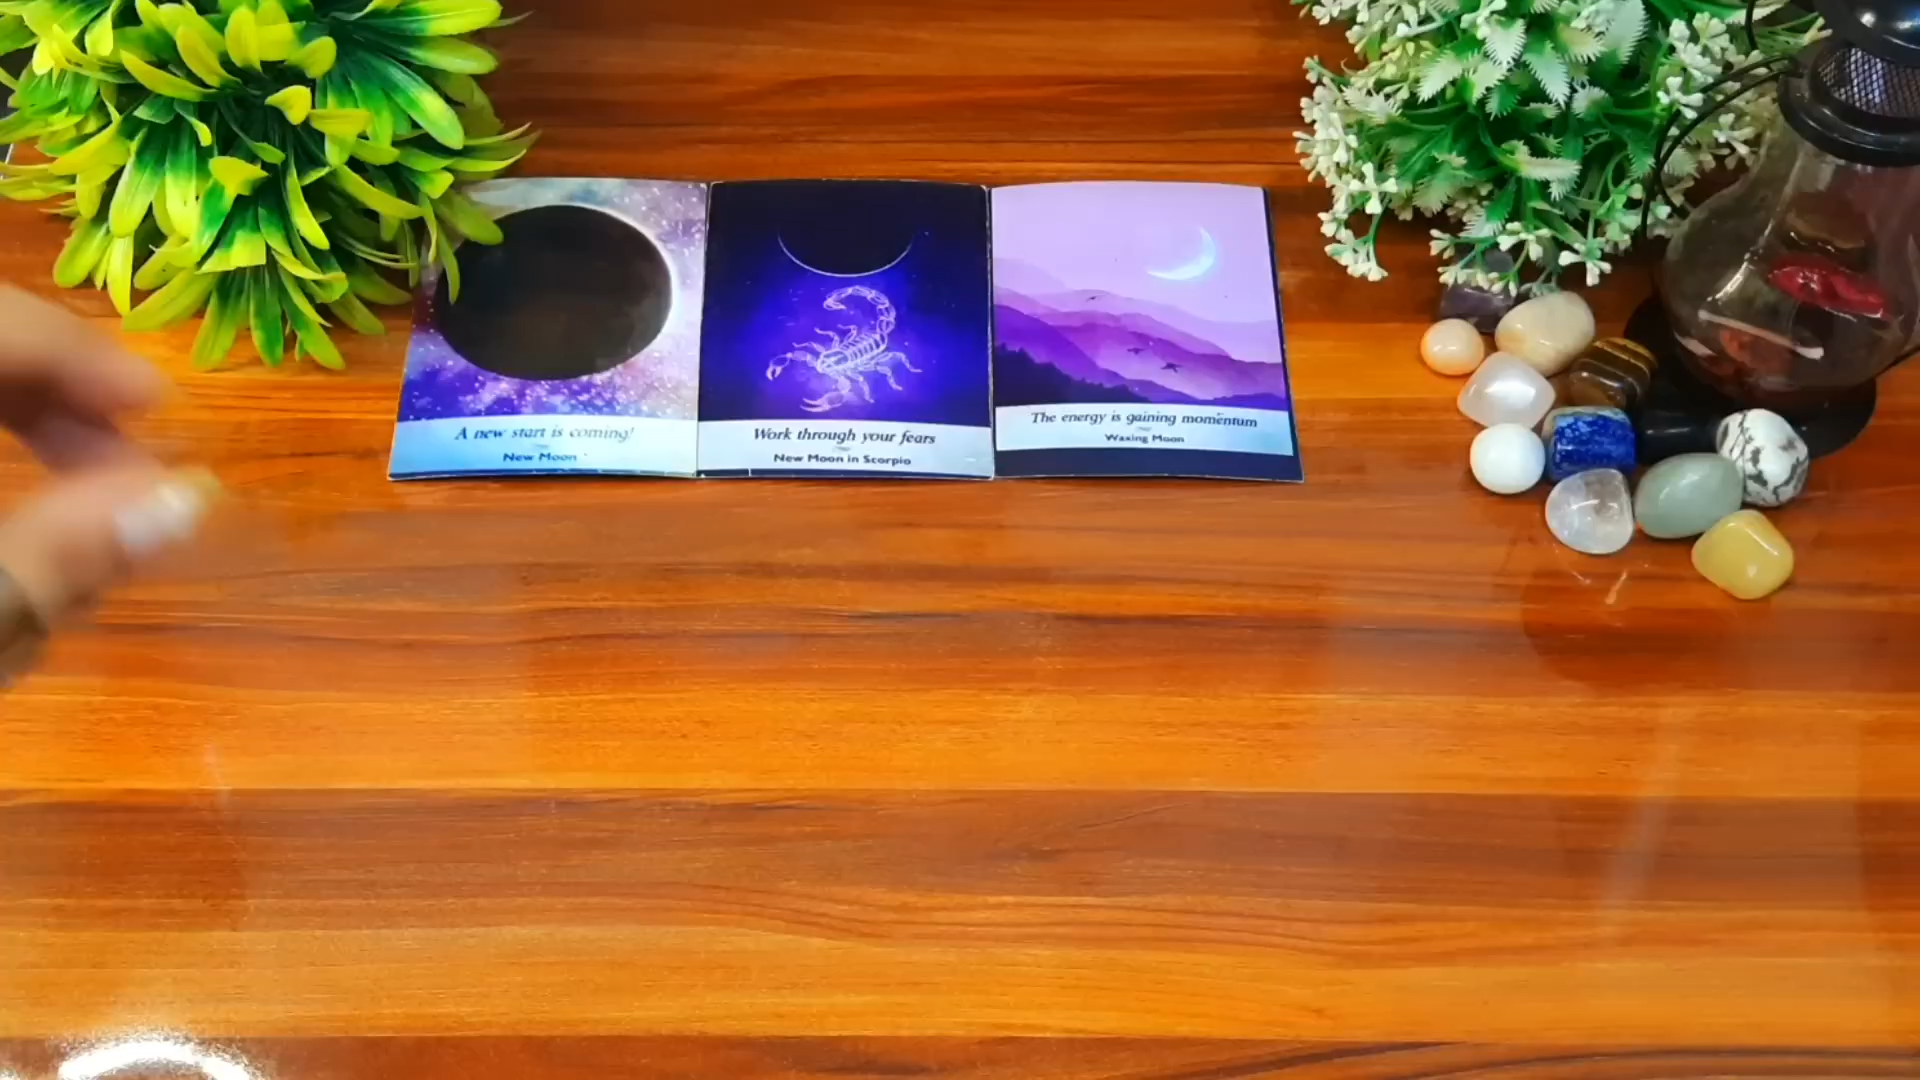 A new start is coming!
New Moon
Work through your fears
New Moon in Scorpio
The energy is gaining momentum
Waxing Moon